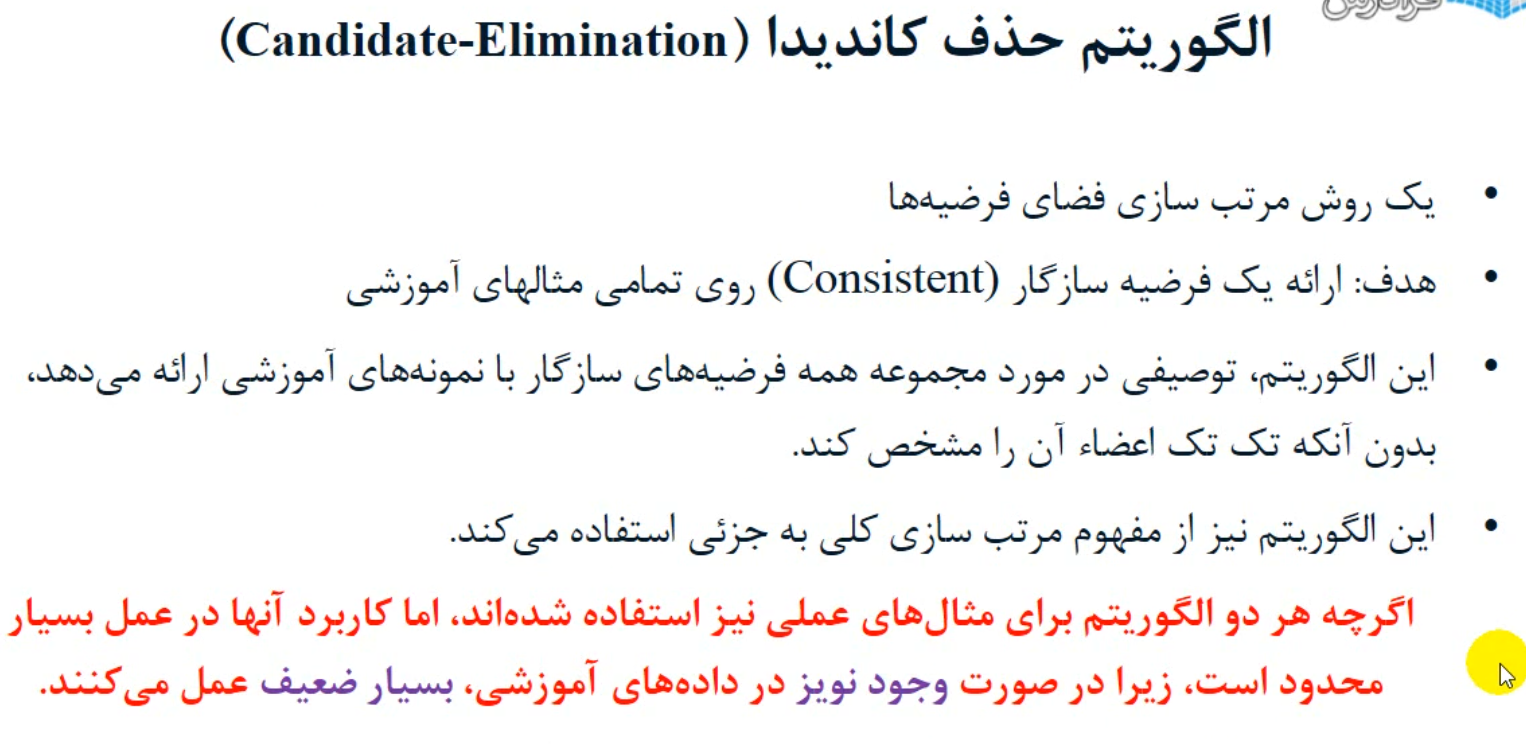 الگوریتم حذف کاندیدا (Candidate-Elimination)
یک روش مرتب سازی فضای فرضیه‌ها
هدف: ارائه یک فرضیه سازگار (Consistent) روی تمامی مثالهای آموزشی
این الگوریتم، توصیفی در مورد مجموعه همه فرضیه‌های سازگار با نمونه‌های آموزشی ارائه می‌دهد،
بدون آنکه تک تک اعضاء آن را مشخص کند.
این الگوریتم نیز از مفهوم مرتب سازی کلی به جزئی استفاده می‌کند.
اگرچه هر دو الگوریتم برای مثال‌های عملی نیز استفاده شده‌اند، اما کاربرد آنها در عمل بسیار
محدود است، زیرا در صورت وجود نویز در داده‌های آموزشی، بسیار ضعیف عمل می‌کنند.